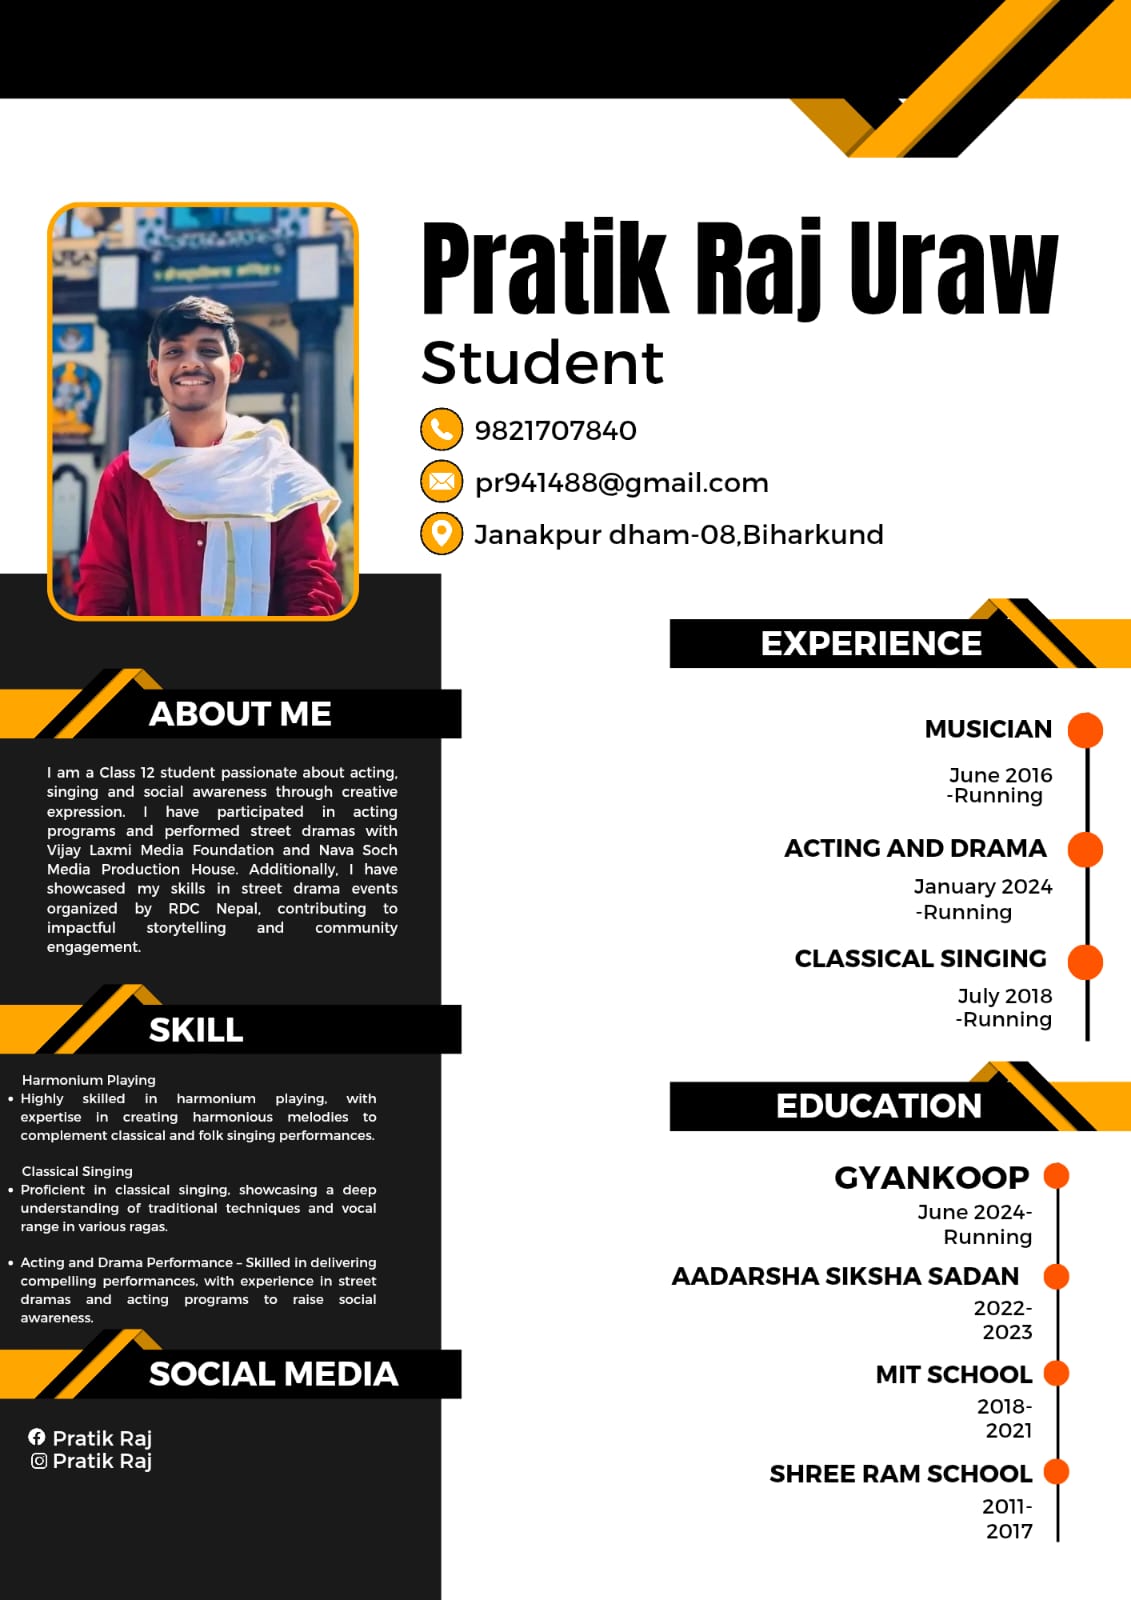 Pratik Raj Uraw
Student
9821707840
pr941488@gmail.com
Janakpur dham-08,Biharkund
ABOUT ME
I am a Class 12 student passionate about acting,
singing and social awareness through creative
expression. I have participated in acting
programs and performed street dramas with
Vijay Laxmi Media Foundation and Nava Soch
Media Production House. Additionally, I have
showcased my skills in street drama events
organized by RDC Nepal, contributing to
impactful storytelling and community
engagement.
SKILL
Harmonium Playing
• Highly skilled in harmonium playing, with
expertise in creating harmonious melodies to
complement classical and folk singing performances.
Classical Singing
• Proficient in classical singing, showcasing a deep
understanding of traditional techniques and vocal
range in various ragas.
• Acting and Drama Performance – Skilled in delivering
compelling performances, with experience in street
dramas and acting programs to raise social
awareness.
SOCIAL MEDIA
Pratik Raj
Pratik Raj
EXPERIENCE
MUSICIAN
June 2016
-Running
ACTING AND DRAMA
January 2024
-Running
CLASSICAL SINGING
July 2018
-Running
EDUCATION
GYANKOOP
June 2024-
Running
AADARSHA SIKSHA SADAN
2022-
2023
MIT SCHOOL
2018-
2021
SHREE RAM SCHOOL
2011-
2017